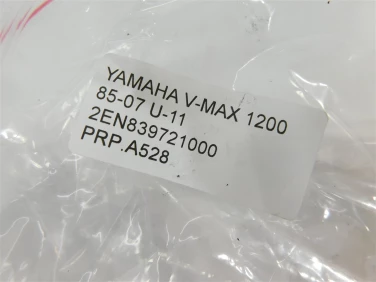 YAMAHA V-MAX 1200
85-07 U-11
2EN839721000
PRP.A528